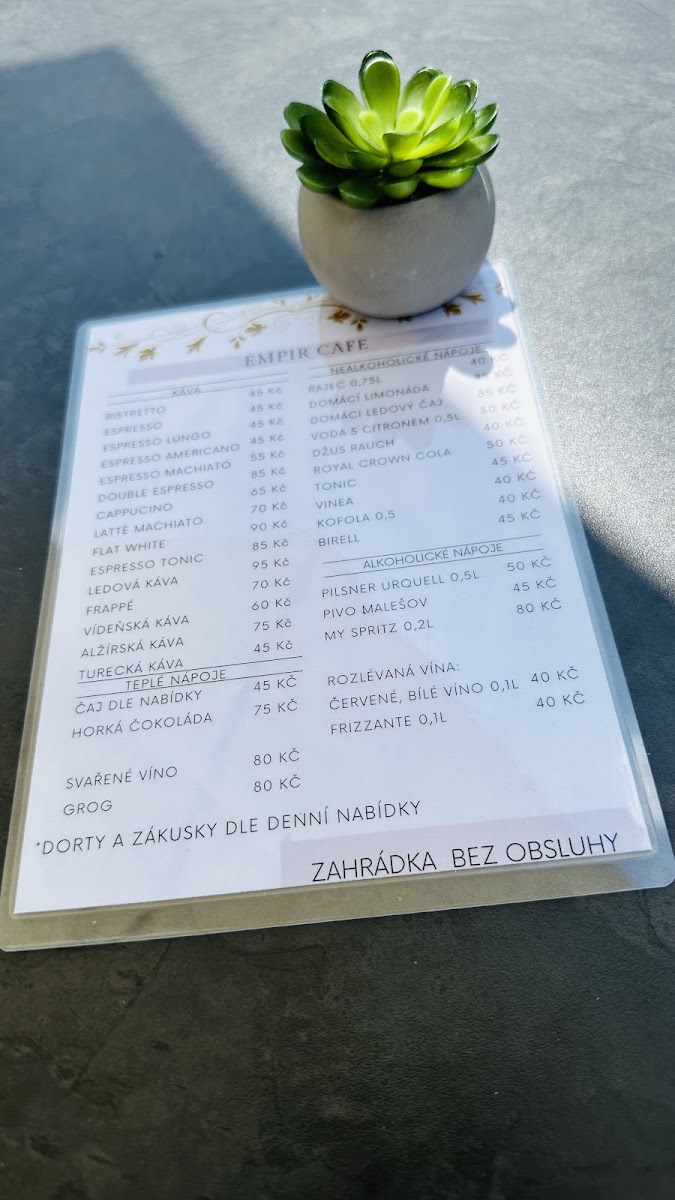 EMPIR CAFE
KÁVA
RISTRETTO 45 Kč
ESPRESSO 45 Kč
ESPRESSO LUNGO 45 Kč
ESPRESSO AMERICANO 45 Kč
ESPRESSO MACHIATO 55 Kč
DOUBLE ESPRESSO 85 Kč
CAPPUCINO 65 Kč
LATTÉ MACHIATO 70 Kč
FLAT WHITE 90 Kč
ESPRESSO TONIC 85 Kč
LEDOVÁ KÁVA 95 Kč
FRAPPÉ 70 Kč
VÍDEŇSKÁ KÁVA 60 Kč
ALŽÍRSKÁ KÁVA 75 Kč
TURECKÁ KÁVA 45 Kč
TEPLÉ NÁPOJE
ČAJ DLE NABÍDKY 45 KČ
HORKÁ ČOKOLÁDA 75 KČ
SVAŘENÉ VÍNO 80 KČ
GROG 80 KČ
NEALKOHOLICKÉ NÁPOJE
RAJEC 0,75L 40 KČ
DOMÁCÍ LIMONÁDA KČ
DOMÁCI LEDOVÝ ČAJ 85 KČ
VODA S CITRONEM 0,5L 50 KČ
DŽUS RAUCH 40 KČ
ROYAL CROWN COLA 50 KČ
TONIC 45 KČ
VINEA 40 KČ
KOFOLA 0,5 40 KČ
BIRELL 45 KČ
ALKOHOLICKÉ NÁPOJE
PILSNER URQUELL 0,5L 50 KČ
PIVO MALEŠOV 45 KČ
MY SPRITZ 0,2L 80 KČ
ROZLÉVANÁ VÍNA:
ČERVENÉ, BÍLÉ VÍNO 0,1L 40 KČ
FRIZZANTE 0,1L 40 KČ
*DORTY A ZÁKUSKY DLE DENNÍ NABÍDKY
ZAHRÁDKA BEZ OBSLUHY